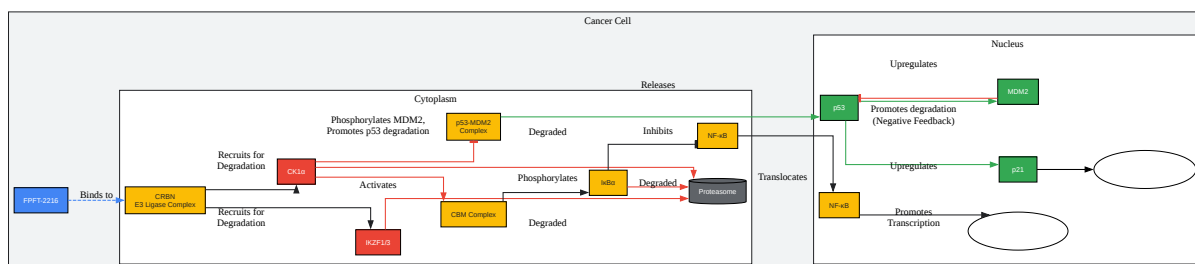 Cancer Cell
Nucleus
Upregulates
MDM2
p53
Promotes degradation
(Negative Feedback)
Releases
Cytoplasm
Phosphorylates MDM2,
Promotes p53 degradation
p53-MDM2
Complex
Degraded
Inhibits
NF-κB
Recruits for
Degradation
CK1α
Activates
Phosphorylates
IκBα
Degraded
Proteasome
Translocates
Upregulates
p21
FPFT-2216
Binds to
CRBN
E3 Ligase Complex
Recruits for
Degradation
CBM Complex
Degraded
IKZF1/3
NF-κB
Promotes
Transcription